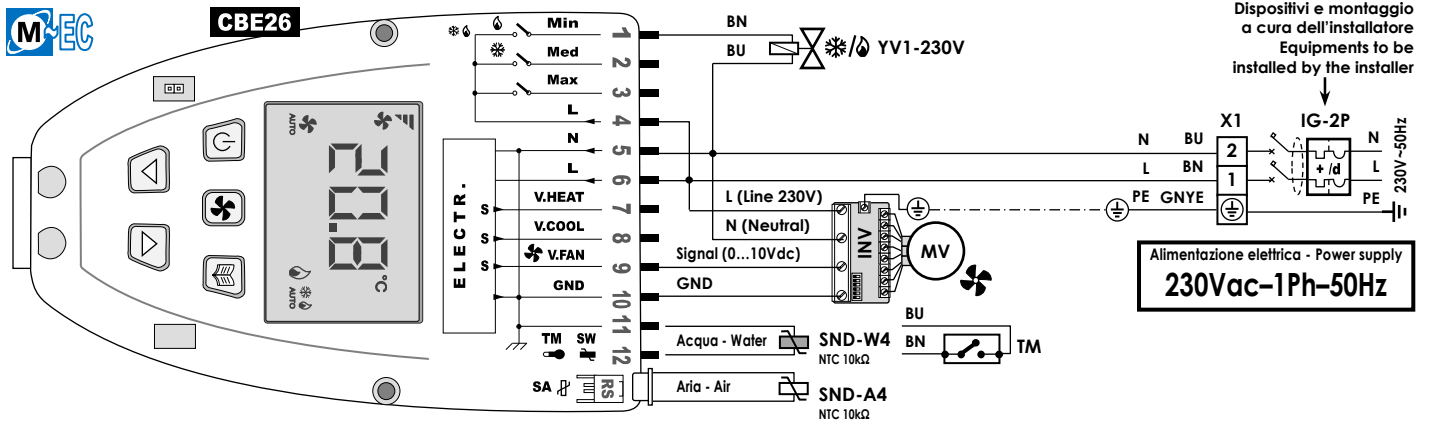 M EC
CBE26
Min
Med
Max
L
N
L
V.HEAT
V.COOL
V.FAN
GND
S
S
S
ELECTR.
TM SW
SA
RS
1
2
3
4
5
6
7
8
9
10
11
12
AUTO
20.8
°C
AUTO
BN
BU
YV1-230V
L (Line 230V)
N (Neutral)
Signal (0...10Vdc)
GND
INV
MV
Acqua - Water
SND-W4
NTC 10kΩ
Aria - Air
SND-A4
NTC 10kΩ
BU
BN
TM
Dispositivi e montaggio
a cura dell'installatore
Equipments to be
installed by the installer
X1
IG-2P
N BU 2
L BN 1
PE GNYE
+ /d
N
L
PE
230V~50Hz
Alimentazione elettrica - Power supply
230Vac–1Ph–50Hz